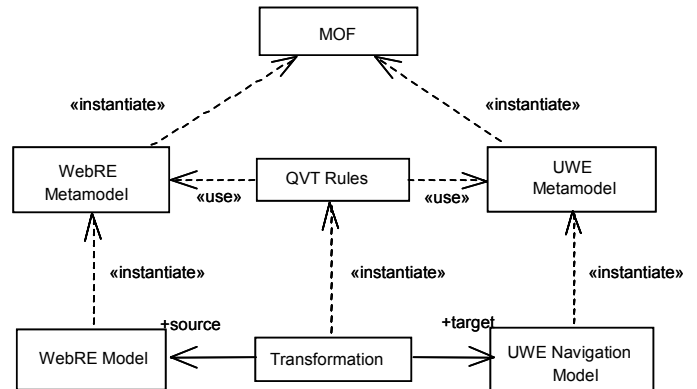 MOF
«instantiate»
«instantiate»
WebRE
Metamodel
QVT Rules
UWE
Metamodel
«use»
«use»
«instantiate»
«instantiate»
«instantiate»
+source
+target
WebRE Model
Transformation
UWE Navigation
Model